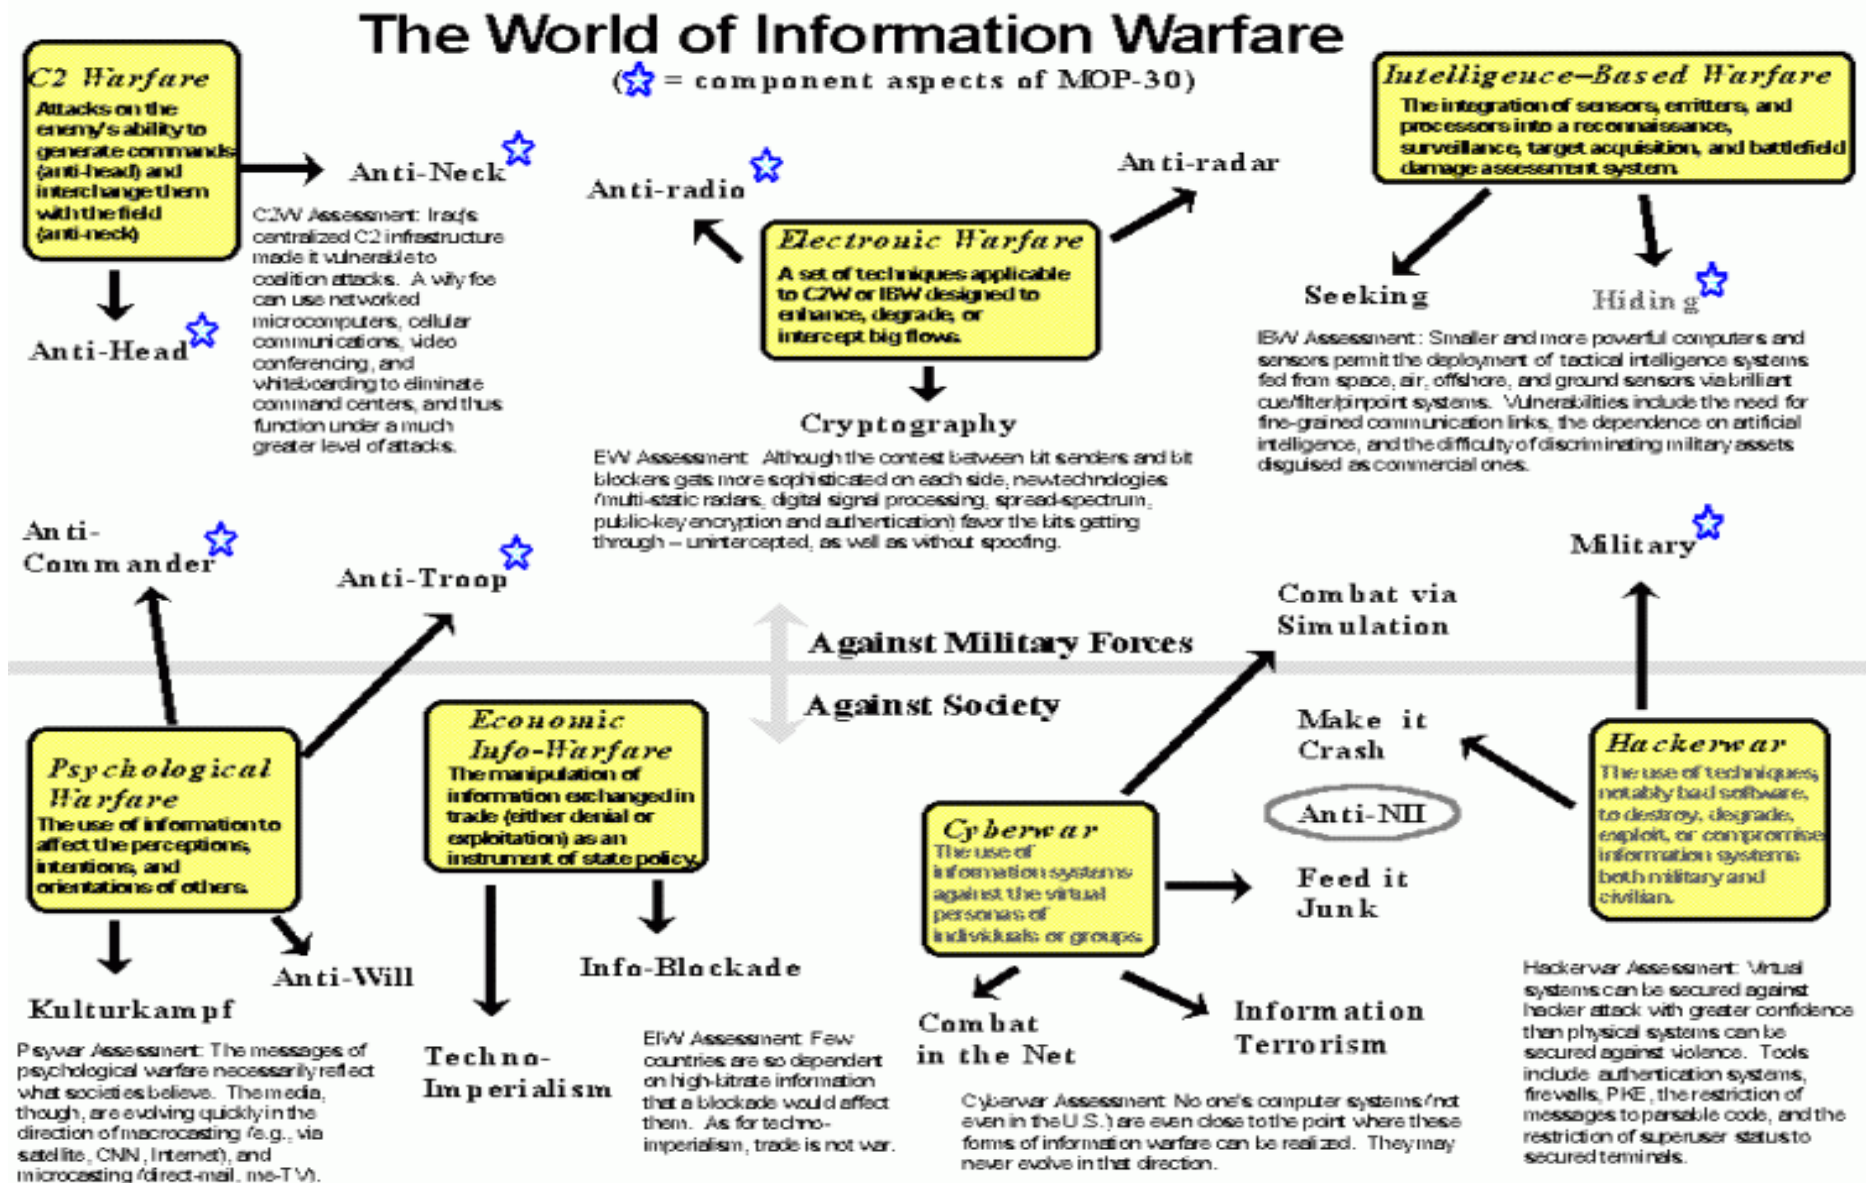 The World of Information Warfare
(☆ = component aspects of MOP-30)
C2 Warfare
Attacks on the
enemy's ability to
generate commands
(anti-head) and
interchange them
with the field
(anti-neck)
Anti-Neck
C2W Assessment: Iraq's
centralized C2 infrastructure
made it vulnerable to
coalition attacks. A wily foe
can use networked
microcomputers, cellular
communications, video
conferencing, and
whiteboarding to eliminate
command centers, and thus
function under a much
greater level of attacks.
Anti-Head
Anti-radio
Anti-radar
Electronic Warfare
A set of techniques applicable
to C2W or IBW designed to
enhance, degrade, or
intercept big flows.
Cryptography
EW Assessment: Although the contest between bit senders and bit
blockers gets more sophisticated on each side, new technologies
(multi-static radars, digital signal processing, spread-spectrum,
public-key encryption and authentication) favor the bits getting
through -- unintercepted, as well as without spoofing.
Intelligence-Based Warfare
The integration of sensors, emitters, and
processors into a reconnaissance,
surveillance, target acquisition, and battlefield
damage assessment system.
Seeking
Hiding
IBW Assessment: Smaller and more powerful computers and
sensors permit the deployment of tactical intelligence systems
fed from space, air, offshore, and ground sensors via brilliant
cue/filter/pinpoint systems. Vulnerabilities include the need for
fine-grained communication links, the dependence on artificial
intelligence, and the difficulty of discriminating military assets
disguised as commercial ones.
Anti-
Commander
Anti-Troop
Military
Combat via
Simulation
Against Military Forces
Against Society
Psychological
Warfare
The use of information to
affect the perceptions,
intentions, and
orientations of others.
Kulturkampf
Anti-Will
Psywar Assessment: The messages of
psychological warfare necessarily reflect
what societies believe. The media,
though, are evolving quickly in the
direction of macrocasting (e.g., via
satellite, CNN, Internet), and
microcasting (direct-mail, me-TV).
Economic
Info-Warfare
The manipulation of
information exchanged in
trade (either denial or
exploitation) as an
instrument of state policy.
Techno-
Imperialism
Info-Blockade
EIW Assessment: Few
countries are so dependent
on high-bitrate information
that a blockade would affect
them. As for techno-
imperialism, trade is not war.
Cyberwar
The use of
information systems
against the virtual
personas of
individuals or groups.
Combat
in the Net
Information
Terrorism
Cyberwar Assessment: No one's computer systems (not
even in the U.S.) are even close to the point where these
forms of information warfare can be realized. They may
never evolve in that direction.
Make it
Crash
Anti-NII
Feed it
Junk
Hackerwar
The use of techniques,
notably bad software,
to destroy, degrade,
exploit, or compromise
information systems
both military and
civilian.
Hackerwar Assessment: Virtual
systems can be secured against
hacker attack with greater confidence
than physical systems can be
secured against violence. Tools
include authentication systems,
firewalls, PKE, the restriction of
messages to parsable code, and the
restriction of superuser status to
secured terminals.